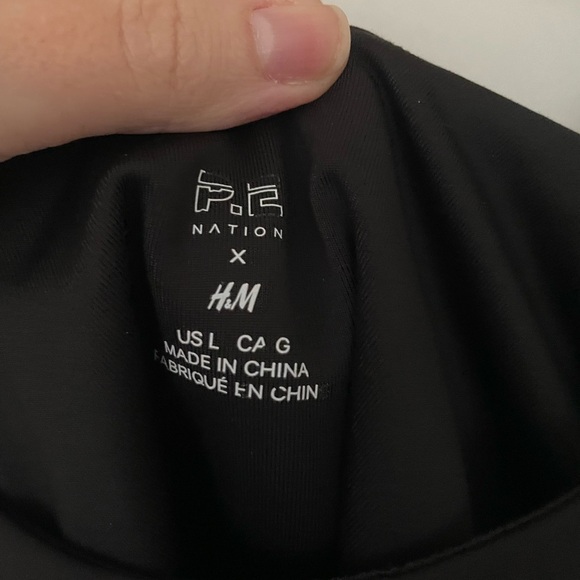 P.E
NATION
X
H&M
US L CA G
MADE IN CHINA
FABRIQUÉ EN CHIN